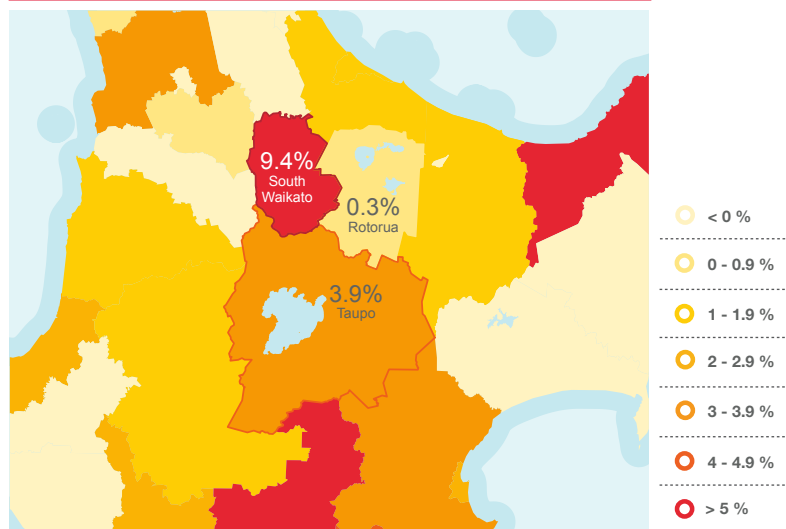 9.4%
South
Waikato
0.3%
Rotorua
3.9%
Taupo
< 0 %
0 - 0.9 %
1 - 1.9 %
2 - 2.9 %
3 - 3.9 %
4 - 4.9 %
> 5 %